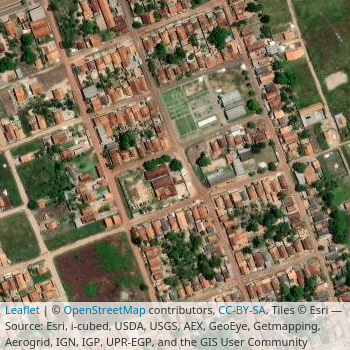 Leaflet | © OpenStreetMap contributors, CC-BY-SA, Tiles © Esri —
Source: Esri, i-cubed, USDA, USGS, AEX, GeoEye, Getmapping,
Aerogrid, IGN, IGP, UPR-EGP, and the GIS User Community